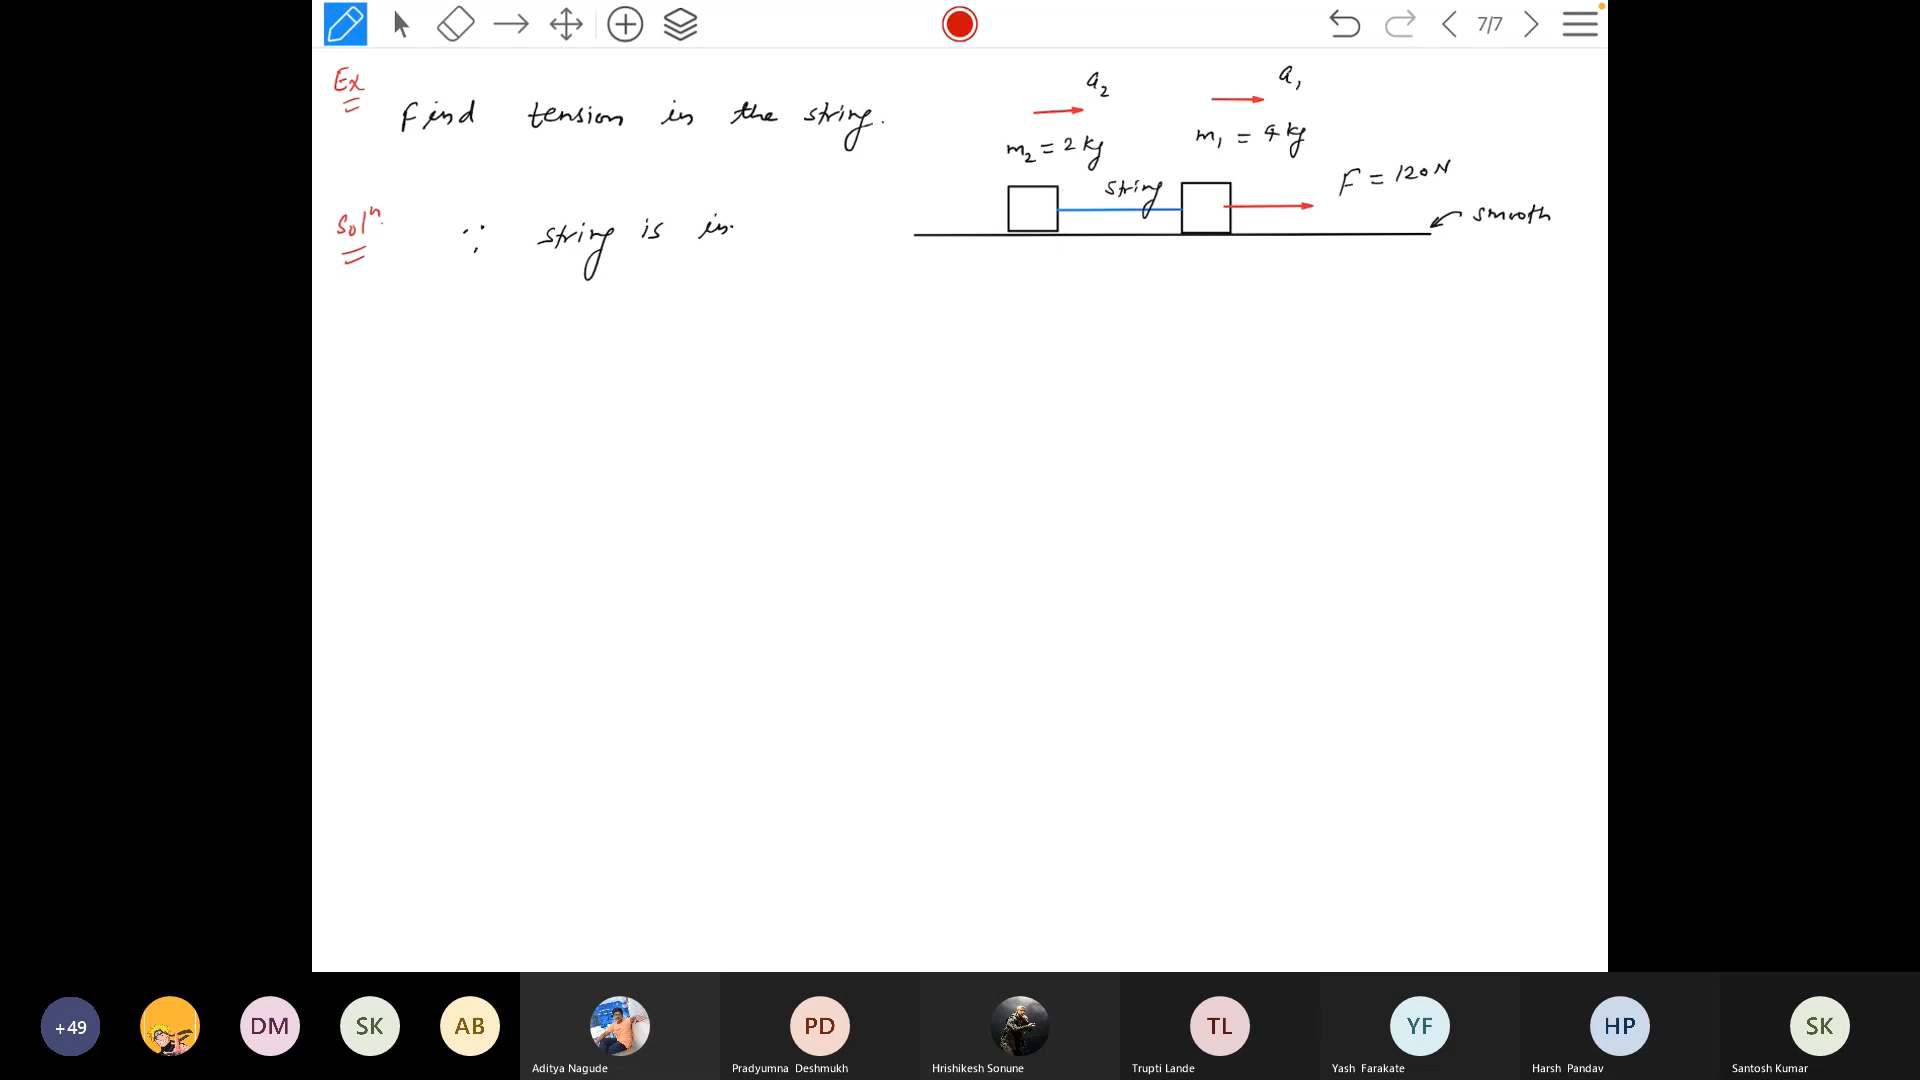 7/7
Ex
Find tension in the string.
a₂
a₁
m₂ = 2 kg
m₁ = 4 kg
string
F = 120 N
smooth
Solⁿ.
∵ string is in
+49
DM
SK
AB
PD
TL
YF
HP
SK
Aditya Nagude
Pradyumna Deshmukh
Hrishikesh Sonune
Trupti Lande
Yash Farakate
Harsh Pandav
Santosh Kumar